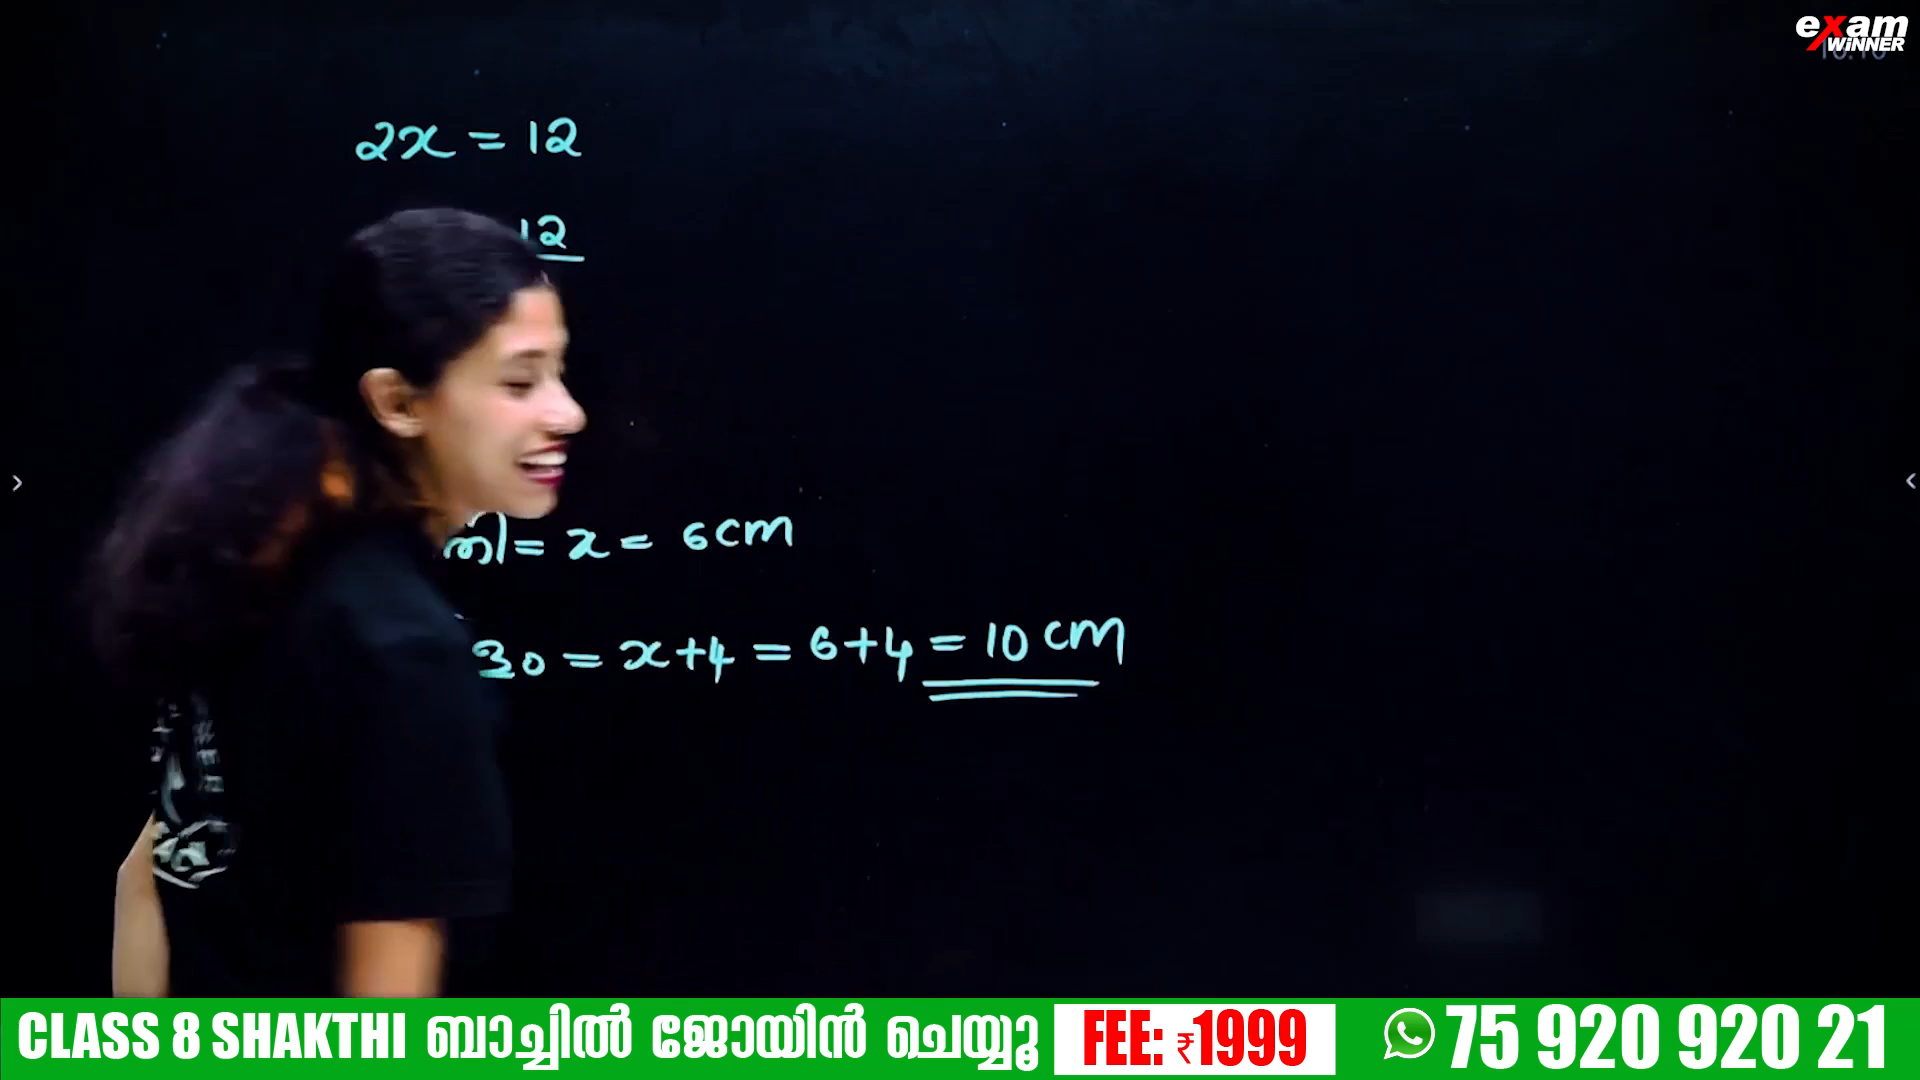 exam
WINNER
2x = 12
12
തി = x = 6cm
= x+4 = 6+4 = 10 cm
CLASS 8 SHAKTHI ബാച്ചിൽ ജോയിൻ ചെയ്യൂ FEE: ₹1999 75 920 920 21